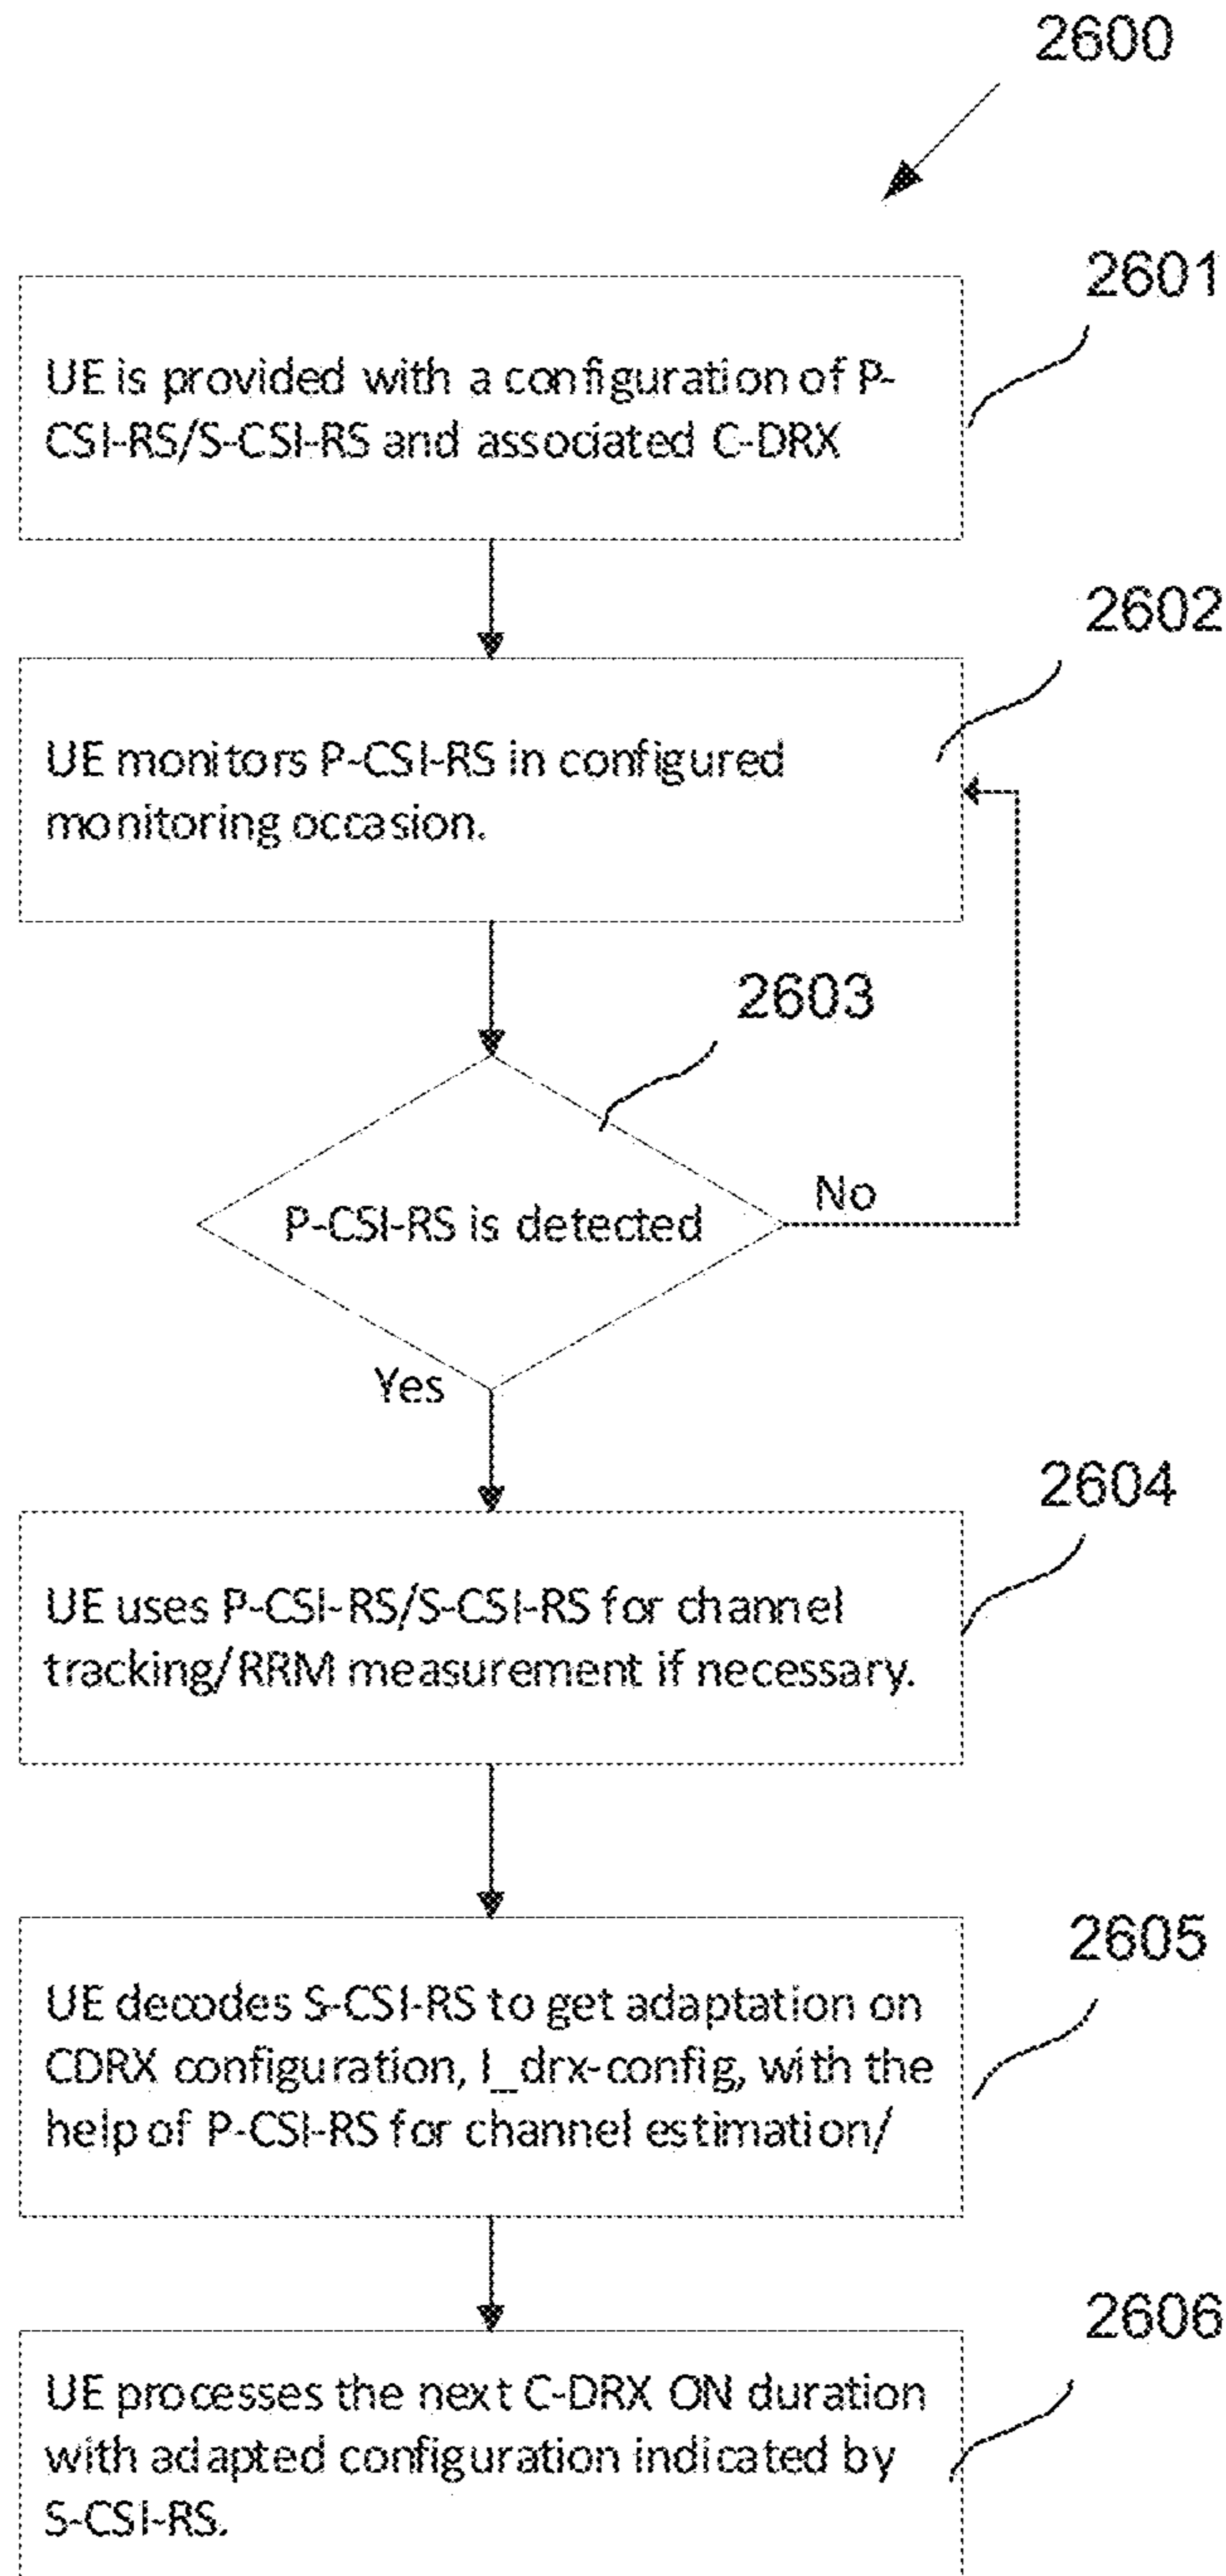 2600
2601
UE is provided with a configuration of P-
CSI-RS/S-CSI-RS and associated C-DRX
2602
UE monitors P-CSI-RS in configured
monitoring occasion.
2603
P-CSI-RS is detected
No
Yes
2604
UE uses P-CSI-RS/S-CSI-RS for channel
tracking/RRM measurement if necessary.
2605
UE decodes S-CSI-RS to get adaptation on
CDRX configuration, I_drx-config, with the
help of P-CSI-RS for channel estimation/
2606
UE processes the next C-DRX ON duration
with adapted configuration indicated by
S-CSI-RS.